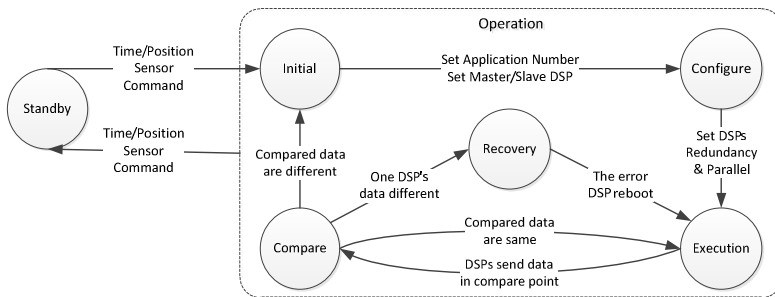 Operation
Time/Position
Sensor
Command
Initial
Set Application Number
Set Master/Slave DSP
Configure
Standby
Time/Position
Sensor
Command
Compared data
are different
One DSP's
data different
Recovery
The error
DSP reboot
Set DSPs
Redundancy
& Parallel
Compare
Compared data
are same
DSPs send data
in compare point
Execution